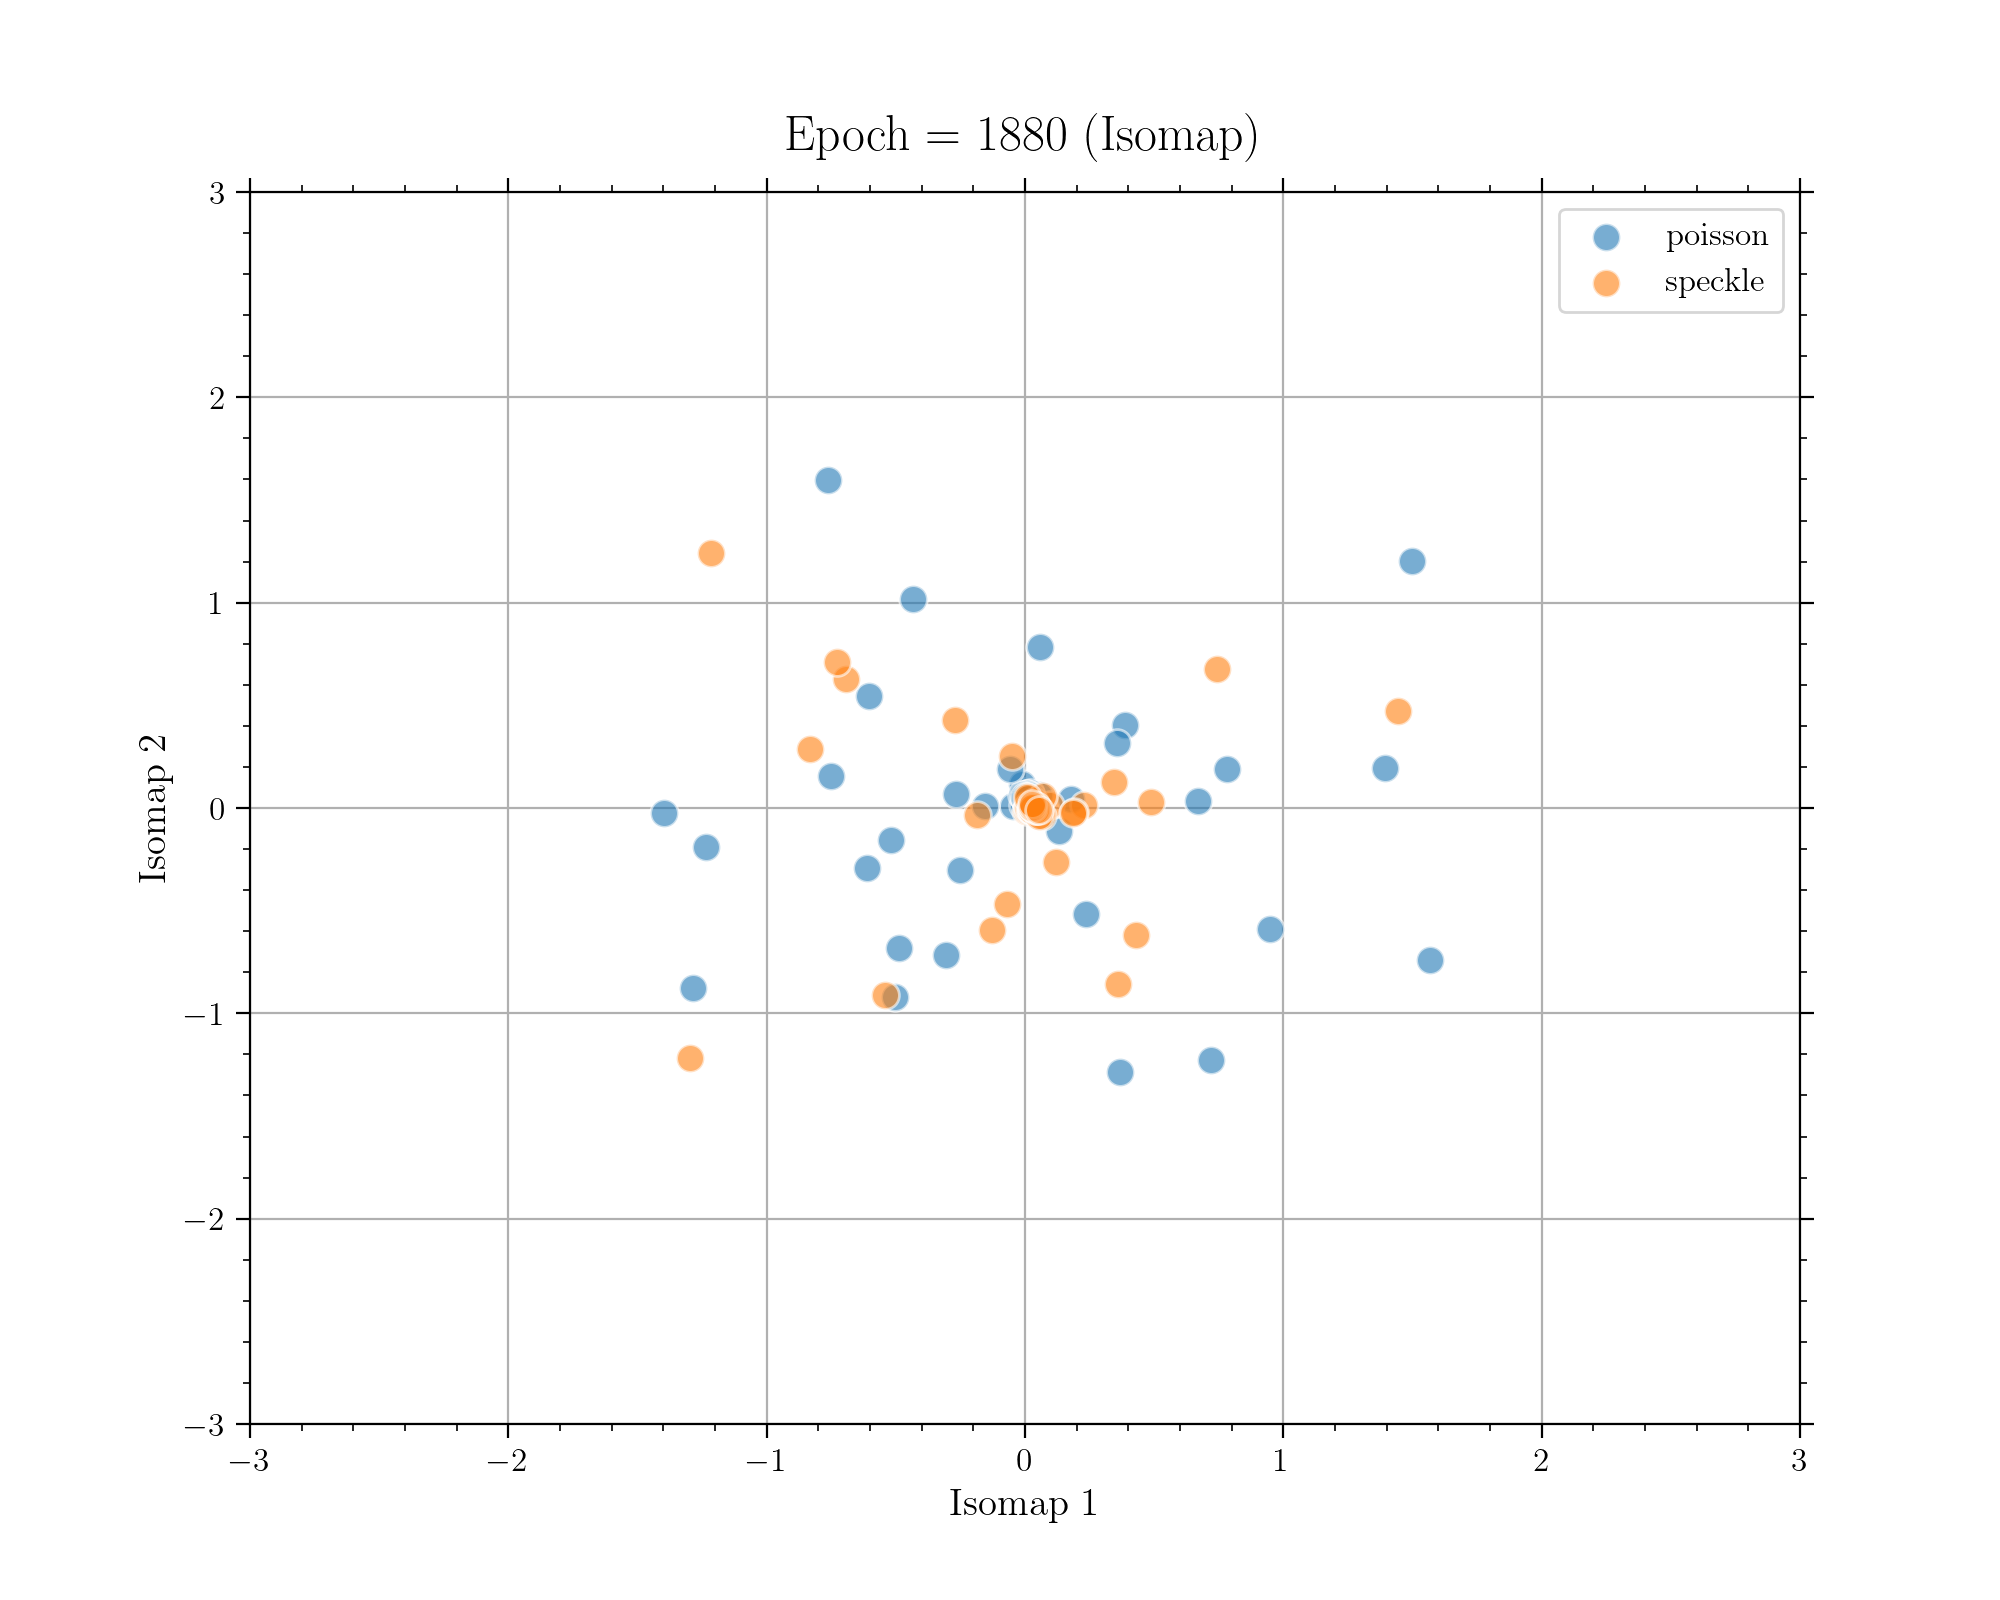 Epoch = 1880 (Isomap)
poisson
speckle
3
2
1
0
−1
−2
−3
Isomap 2
−3 −2 −1 0 1 2 3
Isomap 1